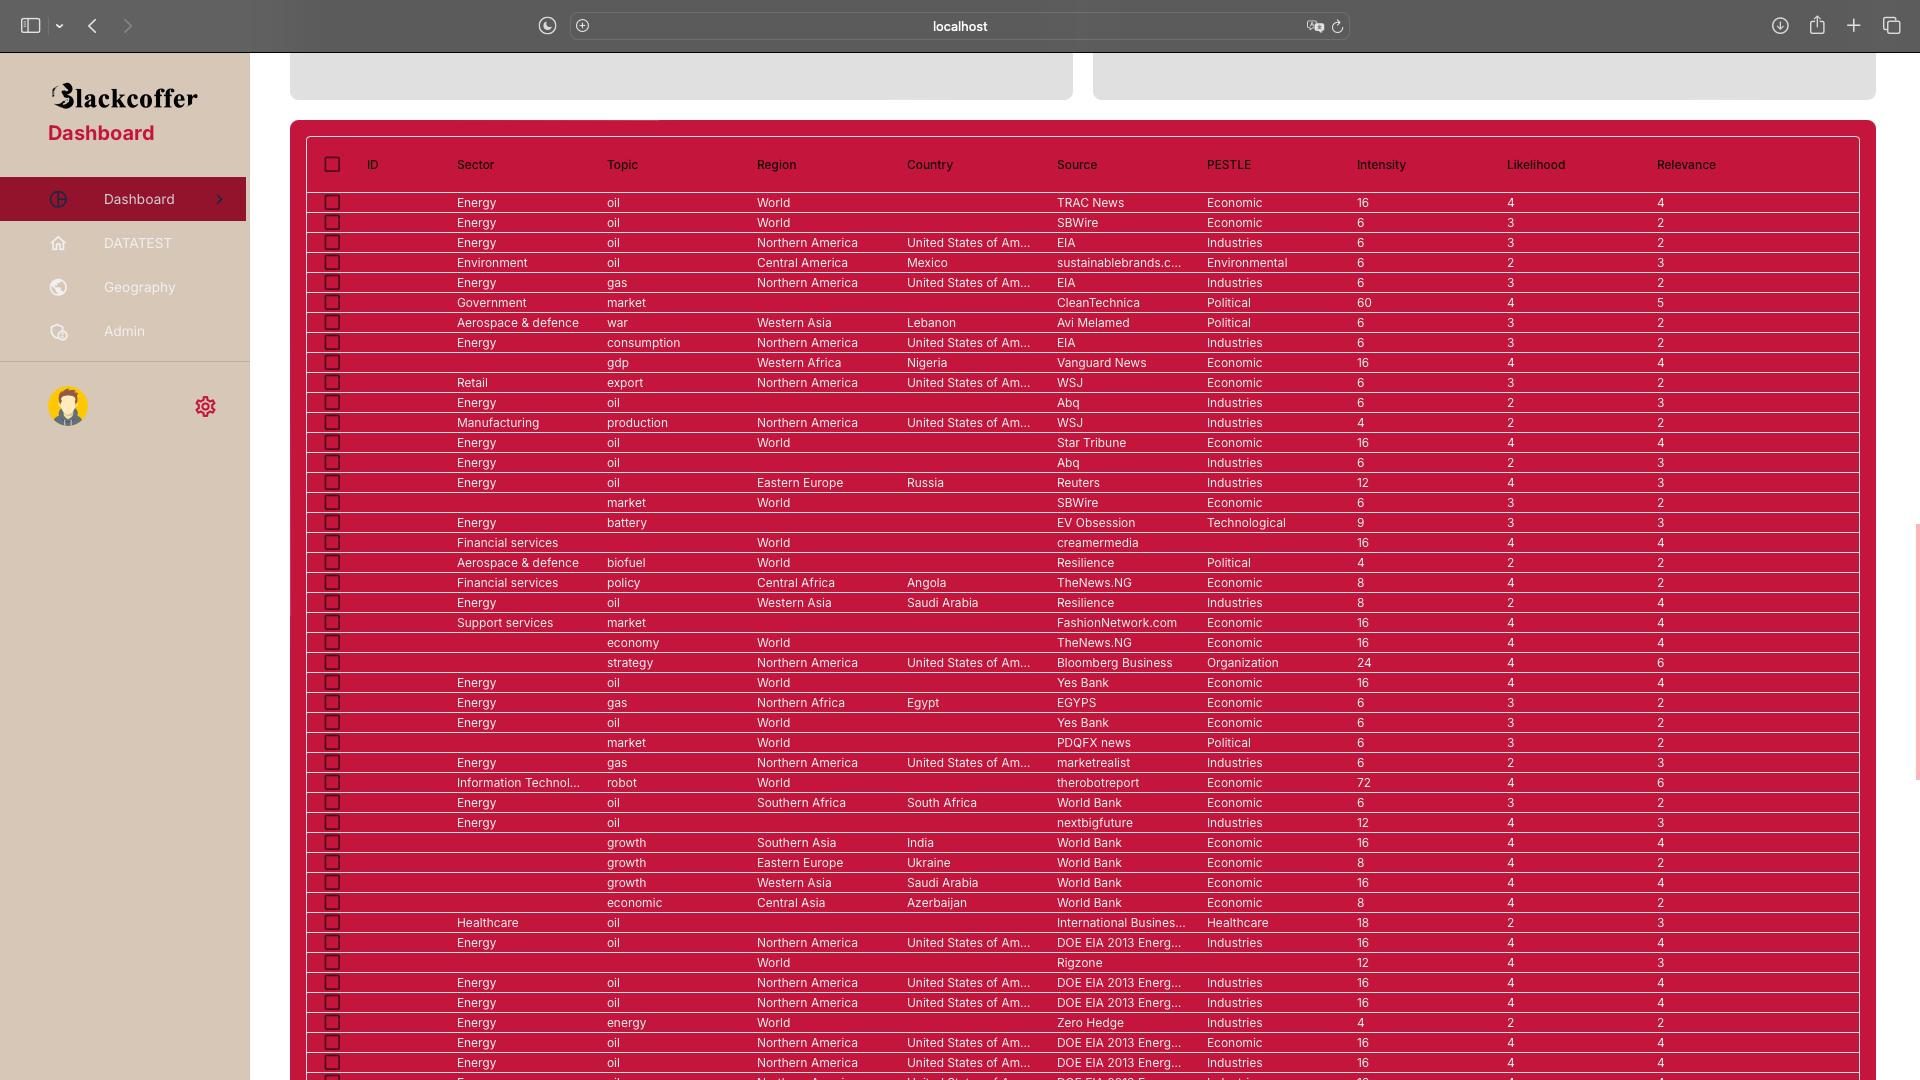 localhost
Blackcoffer
Dashboard
Dashboard
DATATEST
Geography
Admin
ID Sector Topic Region Country Source PESTLE Intensity Likelihood Relevance
Energy oil World TRAC News Economic 16 4 4
Energy oil World SBWire Economic 6 3 2
Energy oil Northern America United States of Am... EIA Industries 6 3 2
Environment oil Central America Mexico sustainablebrands.c... Environmental 6 2 3
Energy gas Northern America United States of Am... EIA Industries 6 3 2
Government market CleanTechnica Political 60 4 5
Aerospace & defence war Western Asia Lebanon Avi Melamed Political 6 3 2
Energy consumption Northern America United States of Am... EIA Industries 6 3 2
gdp Western Africa Nigeria Vanguard News Economic 16 4 4
Retail export Northern America United States of Am... WSJ Economic 6 3 2
Energy oil Abq Industries 6 2 3
Manufacturing production Northern America United States of Am... WSJ Industries 4 2 2
Energy oil World Star Tribune Economic 16 4 4
Energy oil Abq Industries 6 2 3
Energy oil Eastern Europe Russia Reuters Industries 12 4 3
market World SBWire Economic 6 3 2
Energy battery EV Obsession Technological 9 3 3
Financial services World creamermedia 16 4 4
Aerospace & defence biofuel World Resilience Political 4 2 2
Financial services policy Central Africa Angola TheNews.NG Economic 8 4 2
Energy oil Western Asia Saudi Arabia Resilience Industries 8 2 4
Support services market FashionNetwork.com Economic 16 4 4
economy World TheNews.NG Economic 16 4 4
strategy Northern America United States of Am... Bloomberg Business Organization 24 4 6
Energy oil World Yes Bank Economic 16 4 4
Energy gas Northern Africa Egypt EGYPS Economic 6 3 2
Energy oil World Yes Bank Economic 6 3 2
market World PDQFX news Political 6 3 2
Energy gas Northern America United States of Am... marketrealist Industries 6 2 3
Information Technol... robot World therobotreport Economic 72 4 6
Energy oil Southern Africa South Africa World Bank Economic 6 3 2
Energy oil nextbigfuture Industries 12 4 3
growth Southern Asia India World Bank Economic 16 4 4
growth Eastern Europe Ukraine World Bank Economic 8 4 2
growth Western Asia Saudi Arabia World Bank Economic 16 4 4
economic Central Asia Azerbaijan World Bank Economic 8 4 2
Healthcare oil International Busines... Healthcare 18 2 3
Energy oil Northern America United States of Am... DOE EIA 2013 Energ... Industries 16 4 4
World Rigzone 12 4 3
Energy oil Northern America United States of Am... DOE EIA 2013 Energ... Industries 16 4 4
Energy oil Northern America United States of Am... DOE EIA 2013 Energ... Industries 16 4 4
Energy energy World Zero Hedge Industries 4 2 2
Energy oil Northern America United States of Am... DOE EIA 2013 Energ... Economic 16 4 4
Energy oil Northern America United States of Am... DOE EIA 2013 Energ... Industries 16 4 4